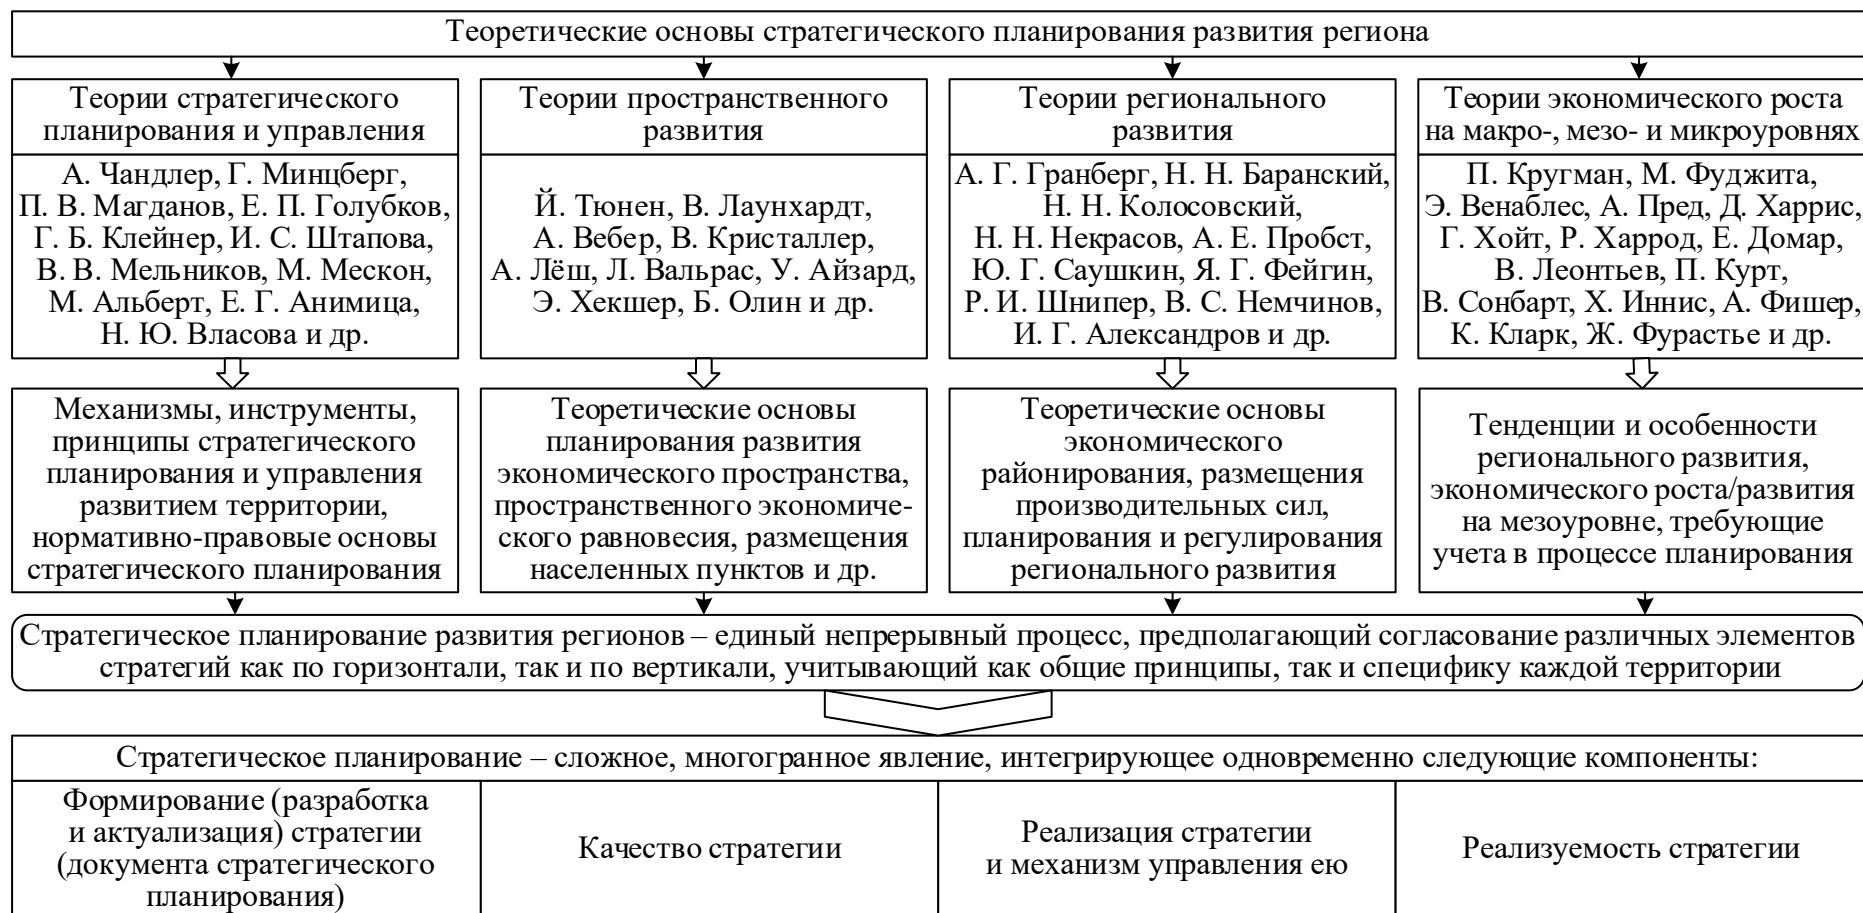 Теоретические основы стратегического планирования развития региона
Теории стратегического
планирования и управления
Теории пространственного
развития
Теории регионального
развития
Теории экономического роста
на макро-, мезо- и микроуровнях
А. Чандлер, Г. Минцберг,
П. В. Магданов, Е. П. Голубков,
Г. Б. Клейнер, И. С. Штапова,
В. В. Мельников, М. Мескон,
М. Альберт, Е. Г. Анимица,
Н. Ю. Власова и др.
Й. Тюнен, В. Лаунхардт,
А. Вебер, В. Кристаллер,
А. Лёш, Л. Вальрас, У. Айзард,
Э. Хекшер, Б. Олин и др.
А. Г. Гранберг, Н. Н. Баранский,
Н. Н. Колосовский,
Н. Н. Некрасов, А. Е. Пробст,
Ю. Г. Саушкин, Я. Г. Фейгин,
Р. И. Шнипер, В. С. Немчинов,
И. Г. Александров и др.
П. Кругман, М. Фуджита,
Э. Венаблес, А. Пред, Д. Харрис,
Г. Хойт, Р. Харрод, Е. Домар,
В. Леонтьев, П. Курт,
В. Сонбарт, Х. Иннис, А. Фишер,
К. Кларк, Ж. Фурастье и др.
Механизмы, инструменты,
принципы стратегического
планирования и управления
развитием территории,
нормативно-правовые основы
стратегического планирования
Теоретические основы
планирования развития
экономического пространства,
пространственного экономиче-
ского равновесия, размещения
населенных пунктов и др.
Теоретические основы
экономического
районирования, размещения
производительных сил,
планирования и регулирования
регионального развития
Тенденции и особенности
регионального развития,
экономического роста/развития
на мезоуровне, требующие
учета в процессе планирования
Стратегическое планирование развития регионов – единый непрерывный процесс, предполагающий согласование различных элементов
стратегий как по горизонтали, так и по вертикали, учитывающий как общие принципы, так и специфику каждой территории
Стратегическое планирование – сложное, многогранное явление, интегрирующее одновременно следующие компоненты:
Формирование (разработка
и актуализация) стратегии
(документа стратегического
планирования)
Качество стратегии
Реализация стратегии
и механизм управления ею
Реализуемость стратегии